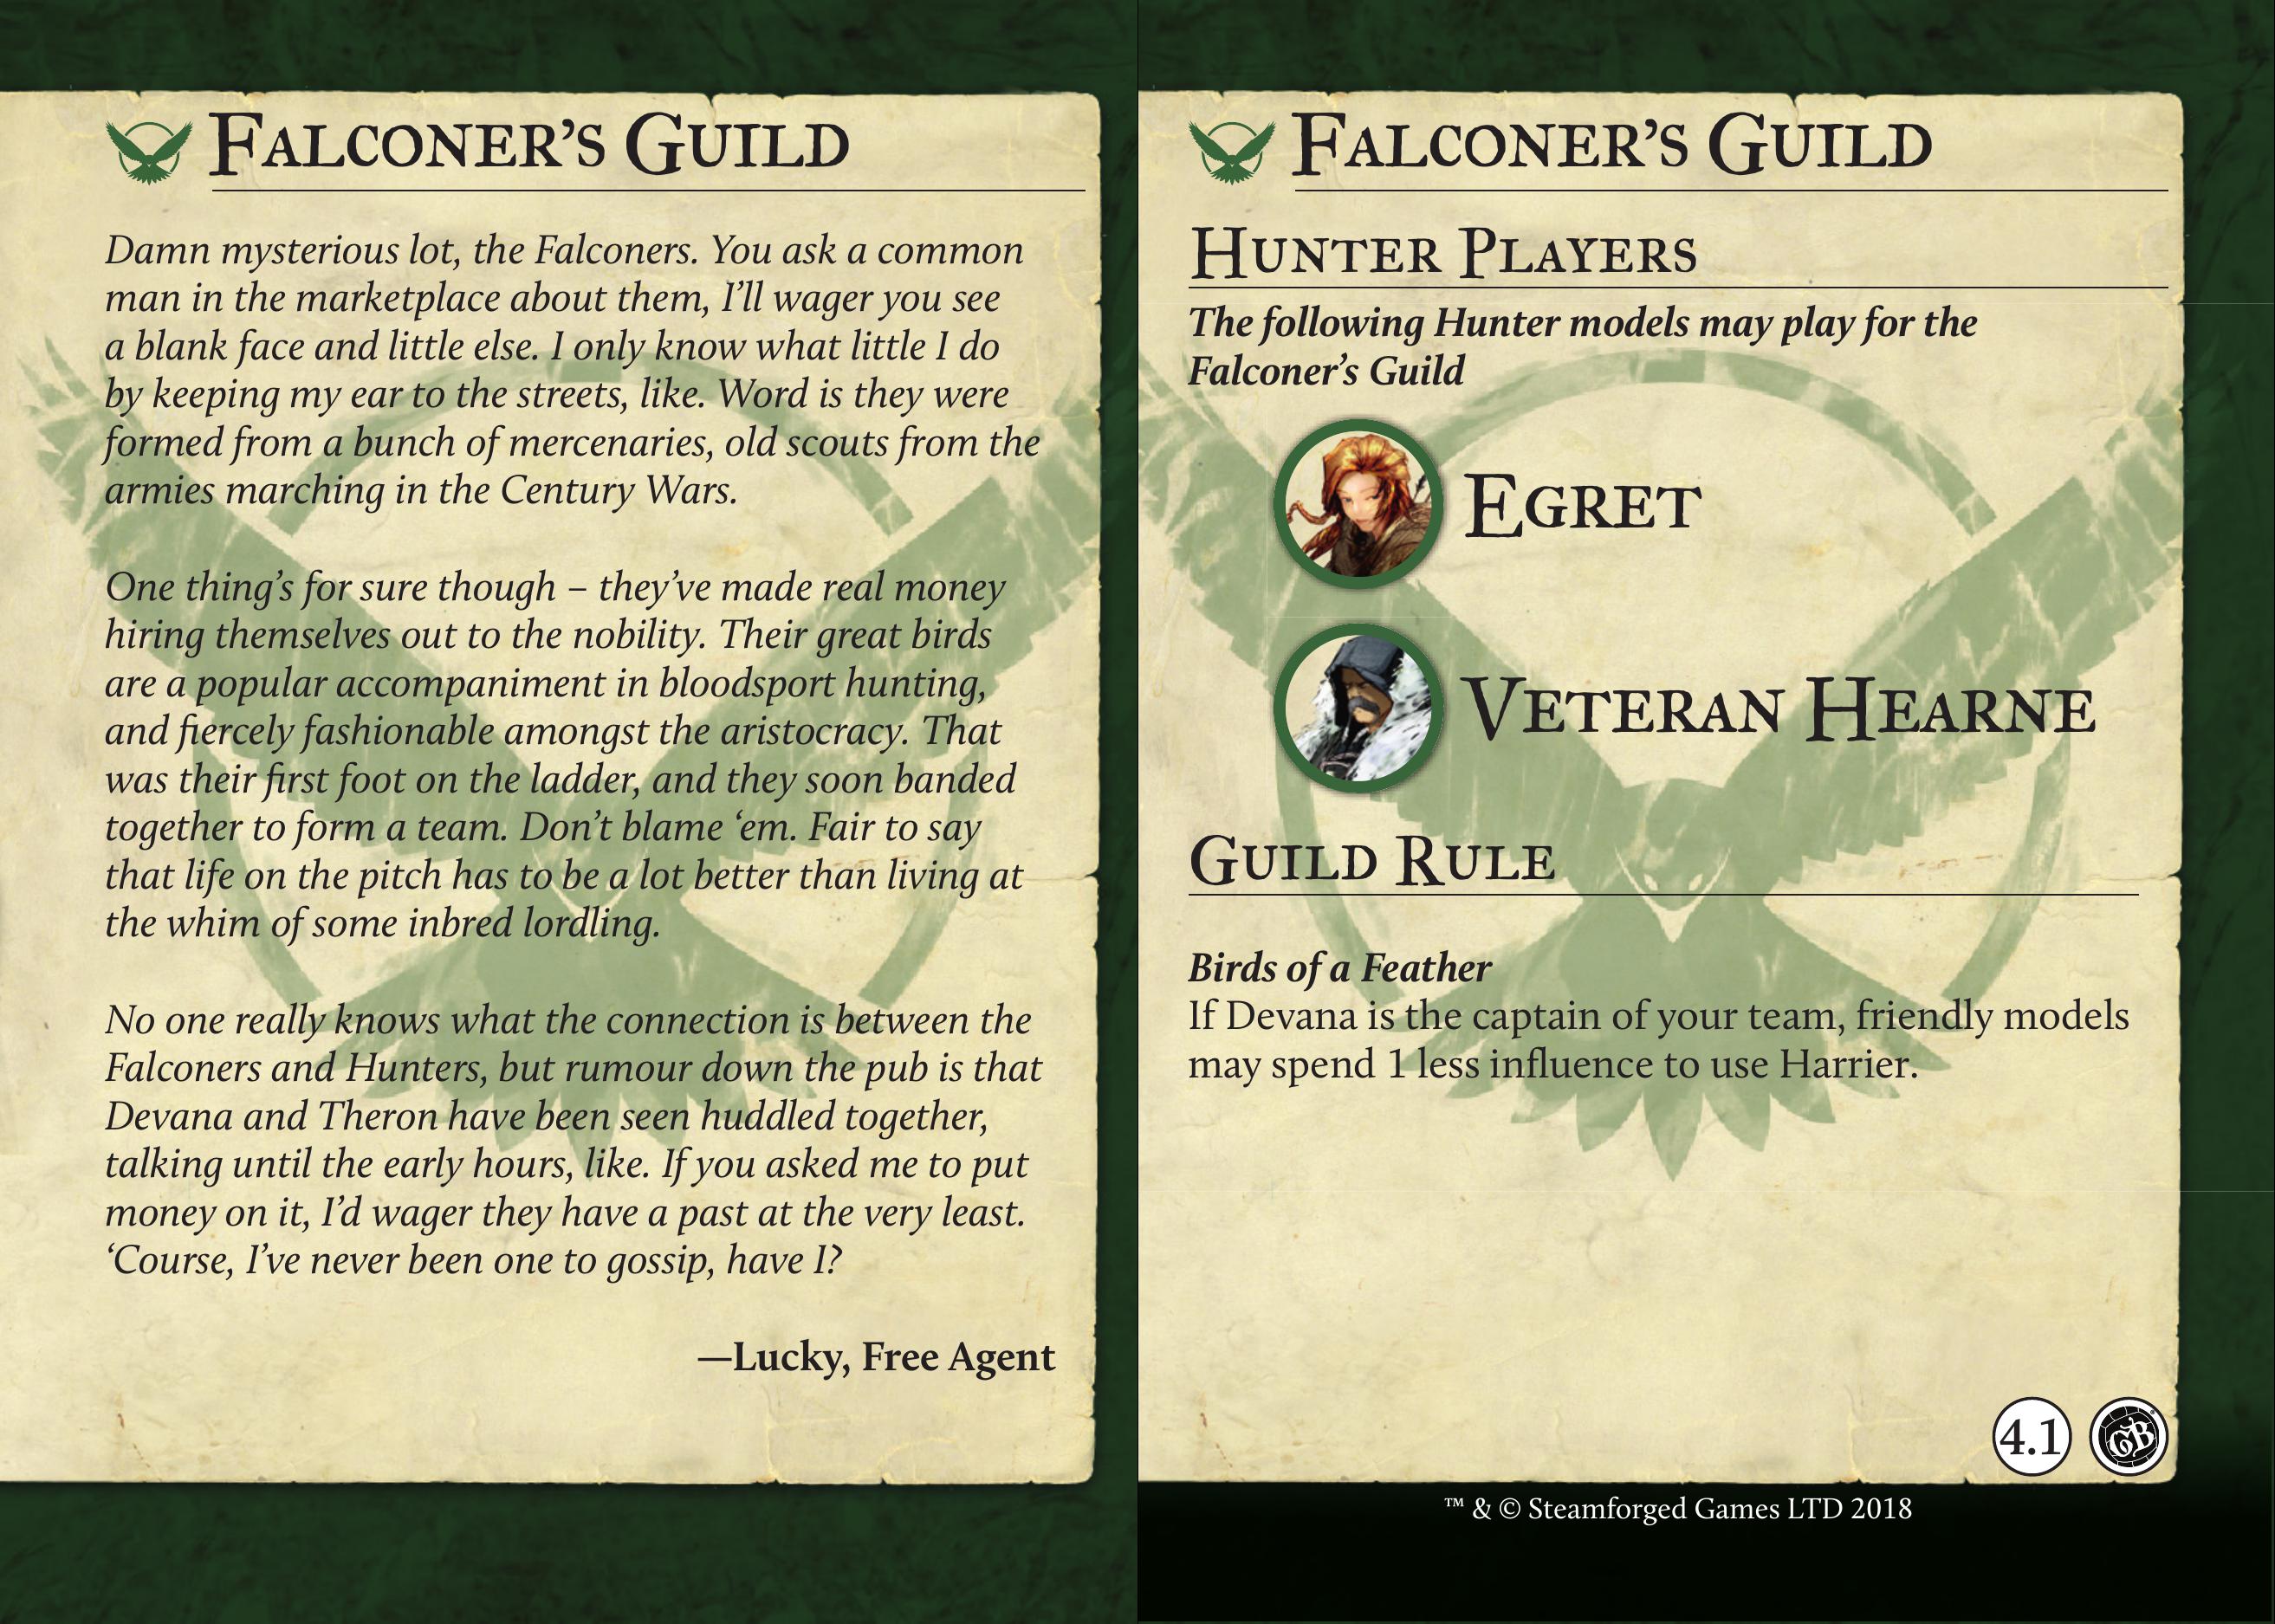 FALCONER’S GUILD
Damn mysterious lot, the Falconers. You ask a common
man in the marketplace about them, I’ll wager you see
a blank face and little else. I only know what little I do
by keeping my ear to the streets, like. Word is they were
formed from a bunch of mercenaries, old scouts from the
armies marching in the Century Wars.
One thing’s for sure though – they’ve made real money
hiring themselves out to the nobility. Their great birds
are a popular accompaniment in bloodsport hunting,
and fiercely fashionable amongst the aristocracy. That
was their first foot on the ladder, and they soon banded
together to form a team. Don’t blame ‘em. Fair to say
that life on the pitch has to be a lot better than living at
the whim of some inbred lordling.
No one really knows what the connection is between the
Falconers and Hunters, but rumour down the pub is that
Devana and Theron have been seen huddled together,
talking until the early hours, like. If you asked me to put
money on it, I’d wager they have a past at the very least.
‘Course, I’ve never been one to gossip, have I?
—Lucky, Free Agent
FALCONER’S GUILD
HUNTER PLAYERS
The following Hunter models may play for the
Falconer’s Guild
EGRET
VETERAN HEARNE
GUILD RULE
Birds of a Feather
If Devana is the captain of your team, friendly models
may spend 1 less influence to use Harrier.
4.1
GB
™ & © Steamforged Games LTD 2018